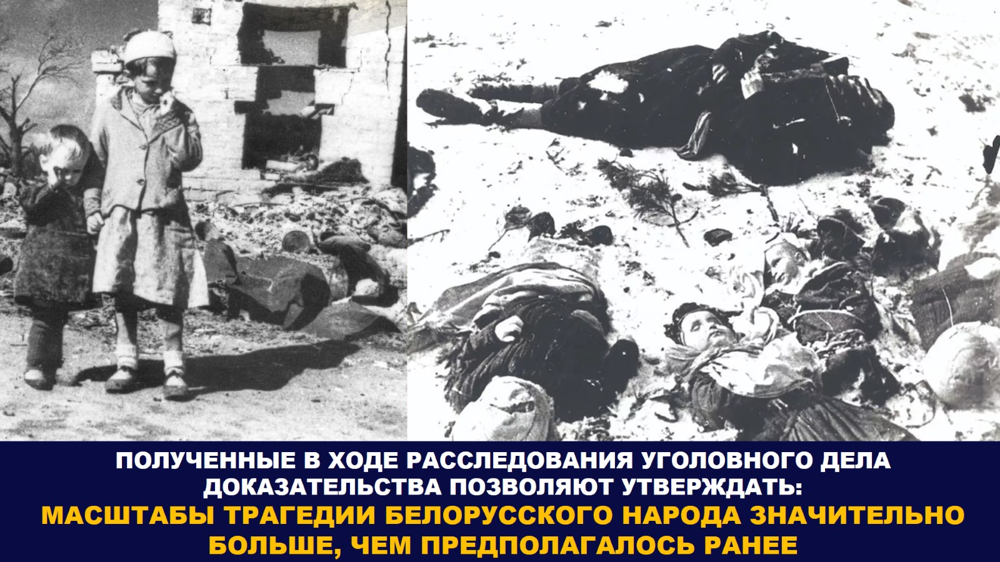 ПОЛУЧЕННЫЕ В ХОДЕ РАССЛЕДОВАНИЯ УГОЛОВНОГО ДЕЛА
ДОКАЗАТЕЛЬСТВА ПОЗВОЛЯЮТ УТВЕРЖДАТЬ:
МАСШТАБЫ ТРАГЕДИИ БЕЛОРУССКОГО НАРОДА ЗНАЧИТЕЛЬНО
БОЛЬШЕ, ЧЕМ ПРЕДПОЛАГАЛОСЬ РАНЕЕ